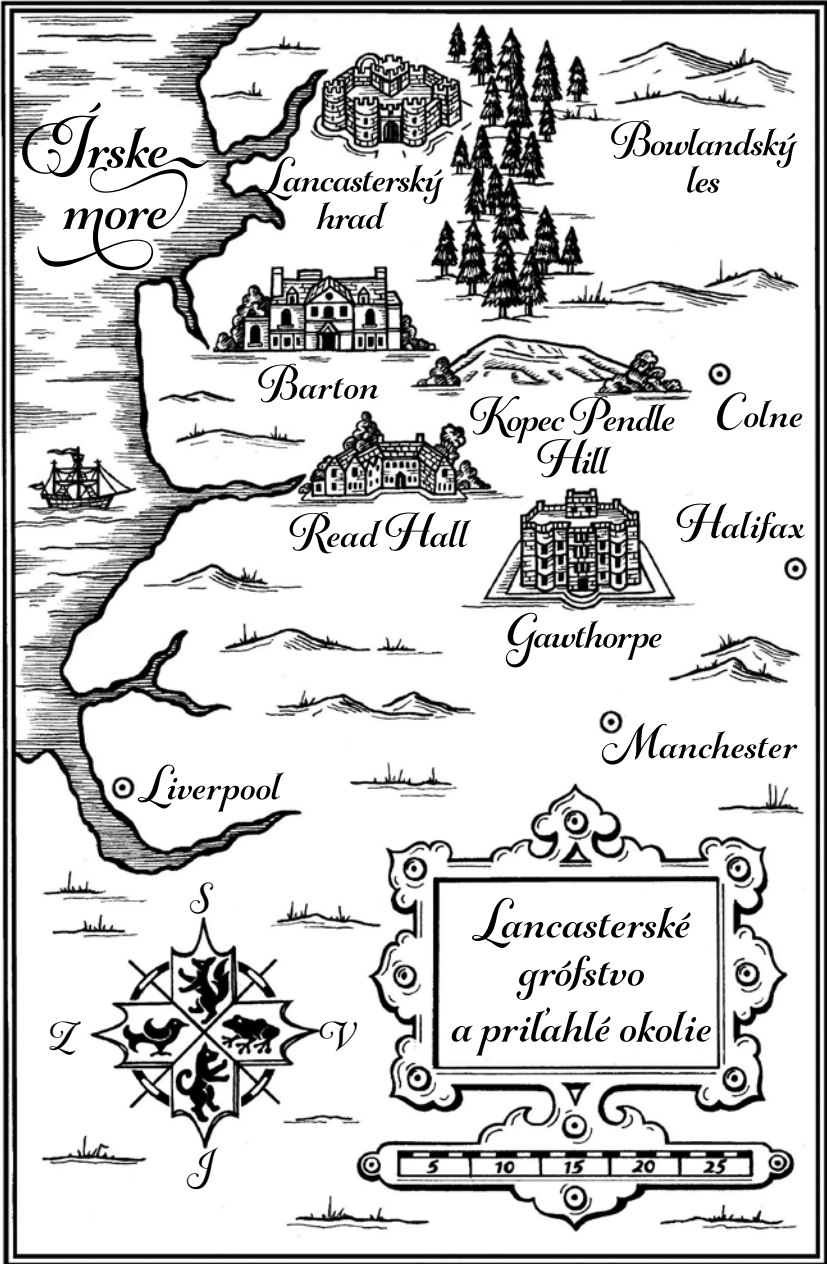 Írske
more
Lancasterský
hrad
Bowlandský
les
Barton
Kopec Pendle
Hill
Colne
Read Hall
Halifax
Gawthorpe
Manchester
Liverpool
S
Z
V
J
Lancasterské
grófstvo
a priľahlé okolie
5 10 15 20 25